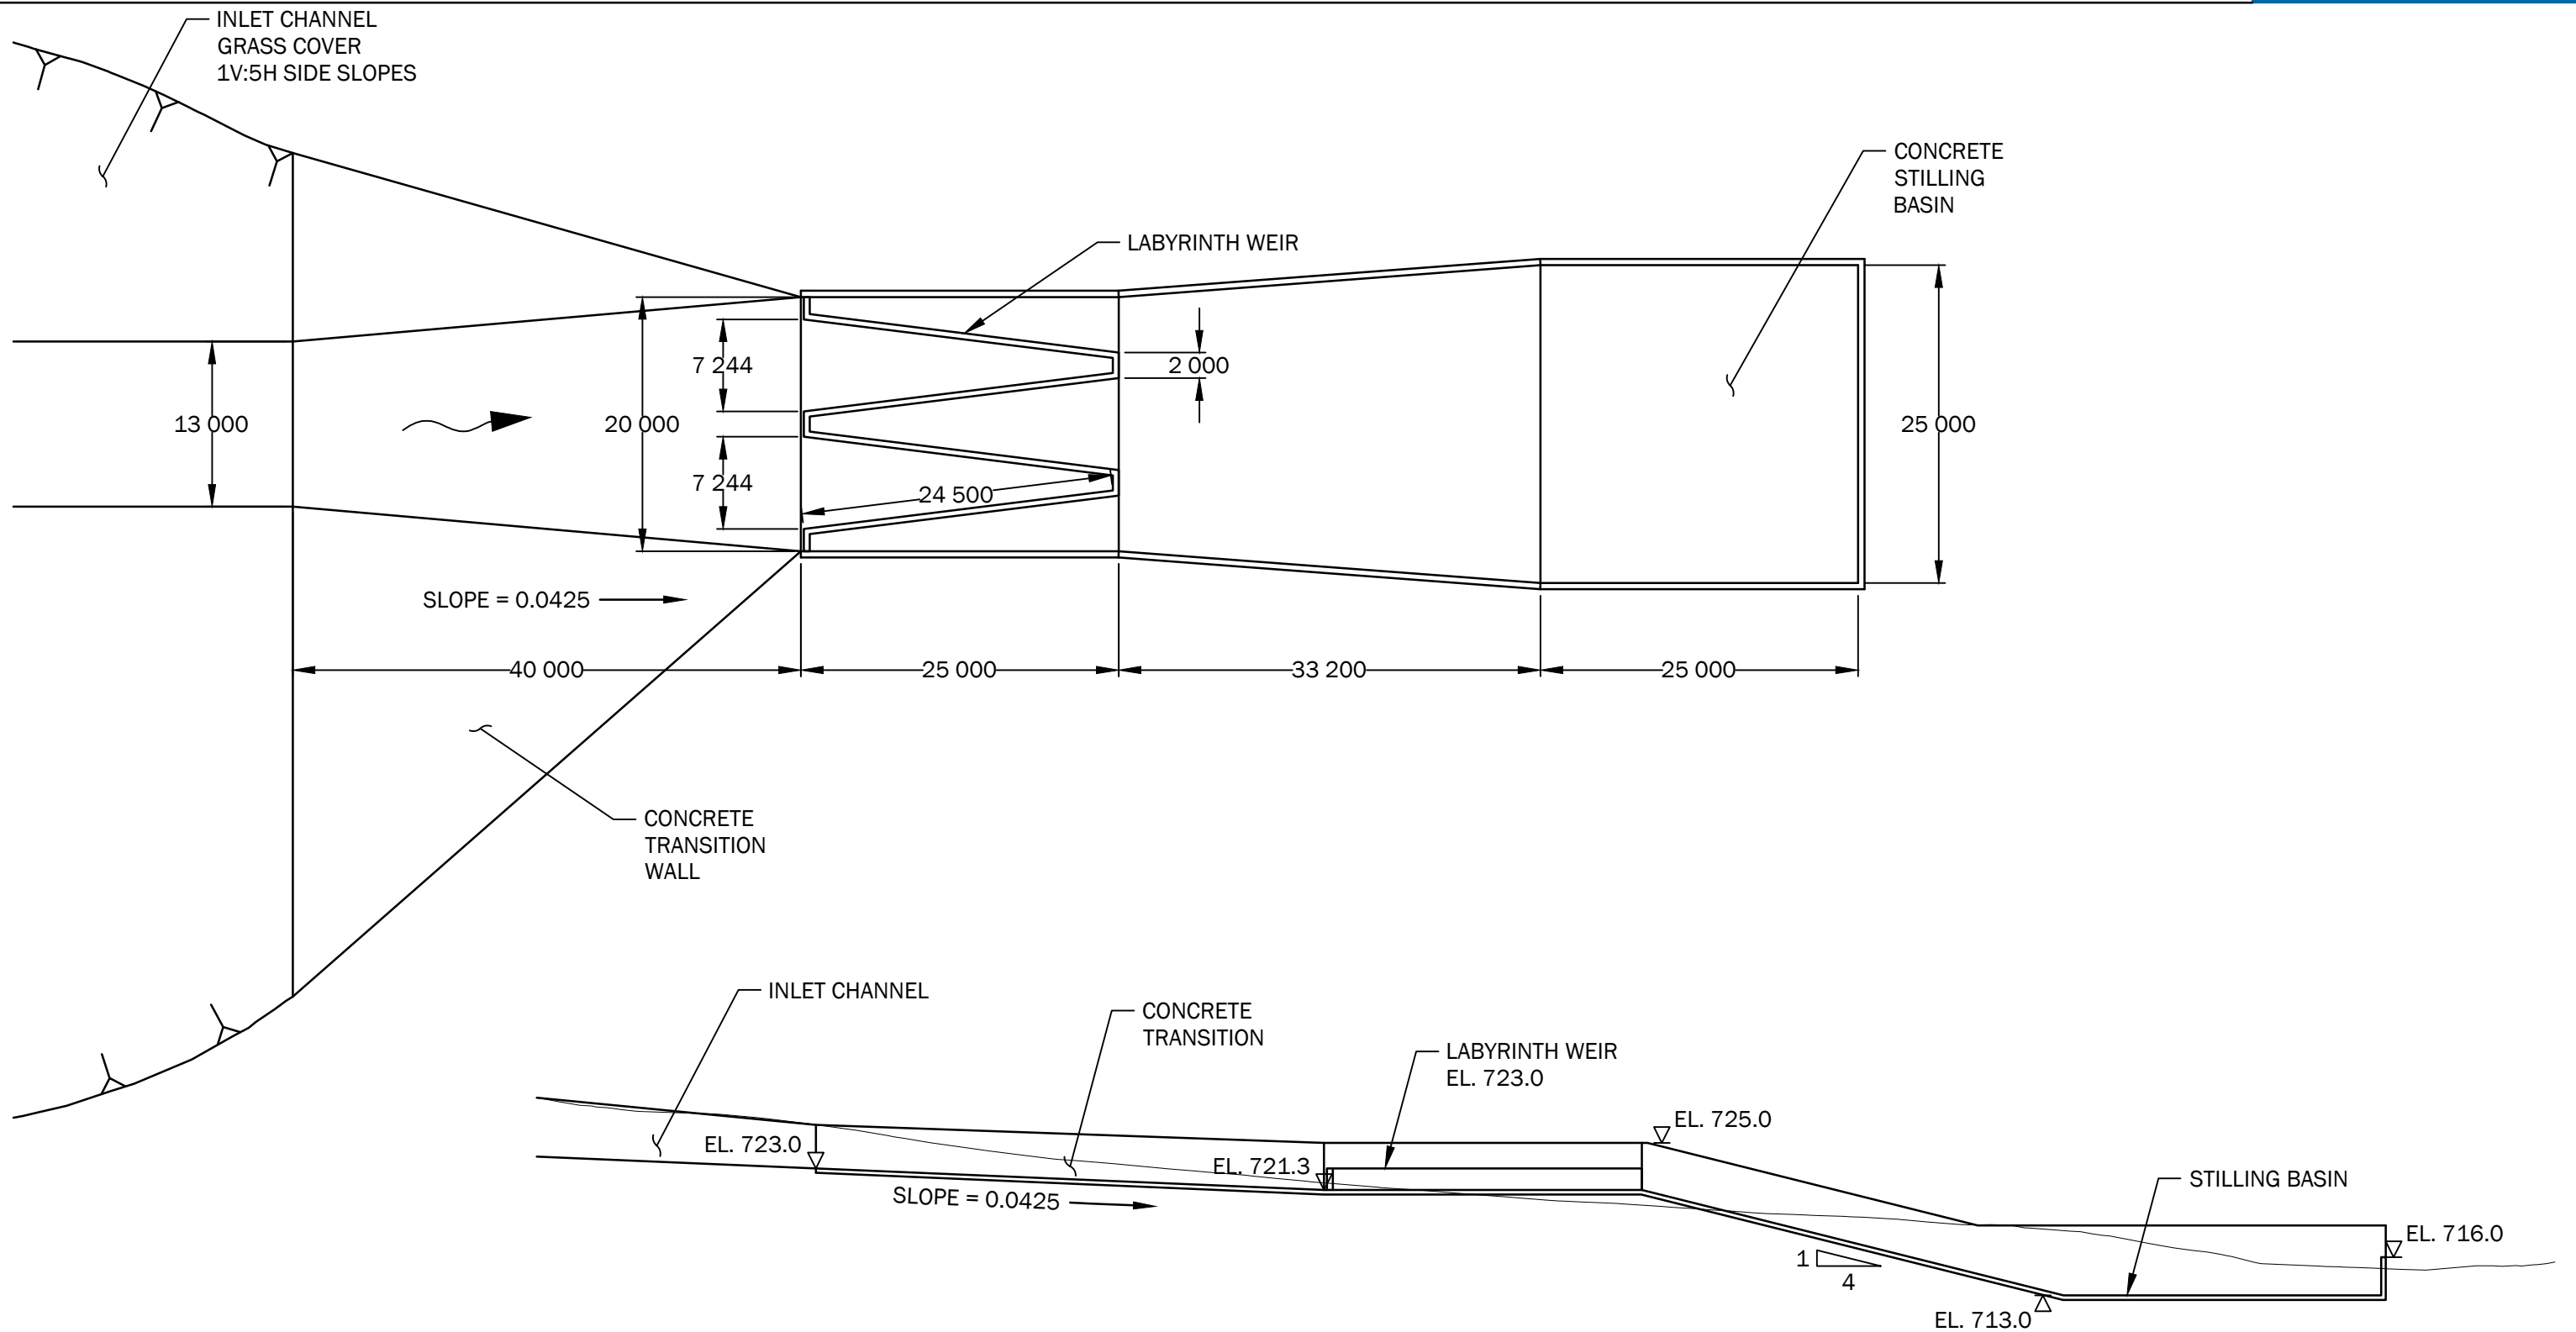 INLET CHANNEL
GRASS COVER
1V:5H SIDE SLOPES
CONCRETE
STILLING
BASIN
LABYRINTH WEIR
7 244
2 000
13 000
20 000
25 000
7 244
24 500
SLOPE = 0.0425
40 000
25 000
33 200
25 000
CONCRETE
TRANSITION
WALL
INLET CHANNEL
CONCRETE
TRANSITION
LABYRINTH WEIR
EL. 723.0
EL. 725.0
EL. 723.0
EL. 721.3
SLOPE = 0.0425
STILLING BASIN
EL. 716.0
1
4
EL. 713.0